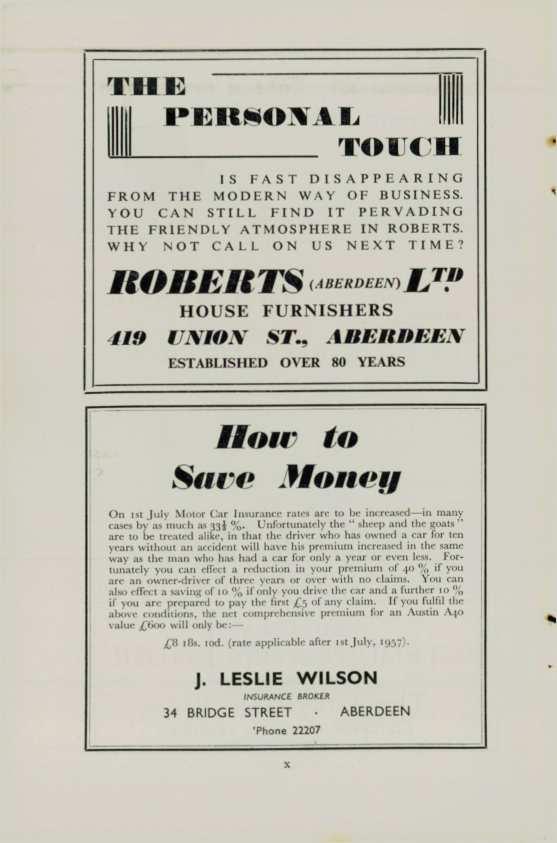 THE
PERSONAL
TOUCH
IS FAST DISAPPEARING
FROM THE MODERN WAY OF BUSINESS.
YOU CAN STILL FIND IT PERVADING
THE FRIENDLY ATMOSPHERE IN ROBERTS.
WHY NOT CALL ON US NEXT TIME?
ROBERTS (ABERDEEN) LTD.
HOUSE FURNISHERS
419 UNION ST., ABERDEEN
ESTABLISHED OVER 80 YEARS
How to
Save Money
On 1st July Motor Car Insurance rates are to be increased—in many
cases by as much as 33⅓ %. Unfortunately the " sheep and the goats "
are to be treated alike, in that the driver who has owned a car for ten
years without an accident will have his premium increased in the same
way as the man who has had a car for only a year or even less. For-
tunately you can effect a reduction in your premium of 40 % if you
are an owner-driver of three years or over with no claims. You can
also effect a saving of 10 % if only you drive the car and a further 10 %
if you are prepared to pay the first £5 of any claim. If you fulfil the
above conditions, the net comprehensive premium for an Austin A40
value £600 will only be:—
£8 18s. 10d. (rate applicable after 1st July, 1957).
J. LESLIE WILSON
INSURANCE BROKER
34 BRIDGE STREET · ABERDEEN
'Phone 22207
x